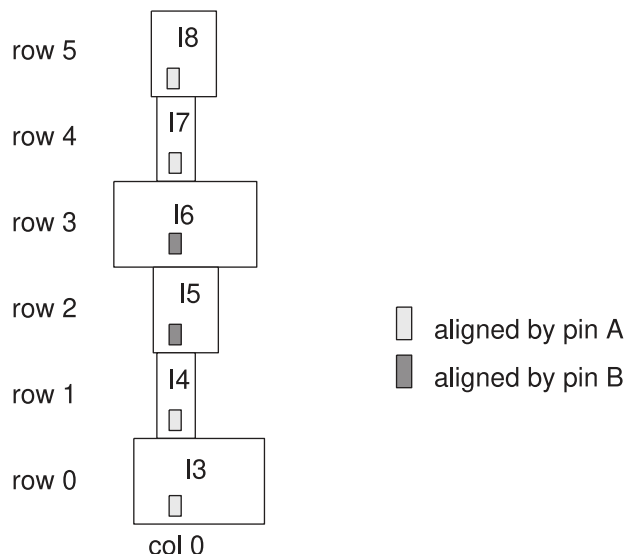 row 5 I8
row 4 I7
row 3 I6
row 2 I5
aligned by pin A
aligned by pin B
row 1 I4
row 0 I3
col 0